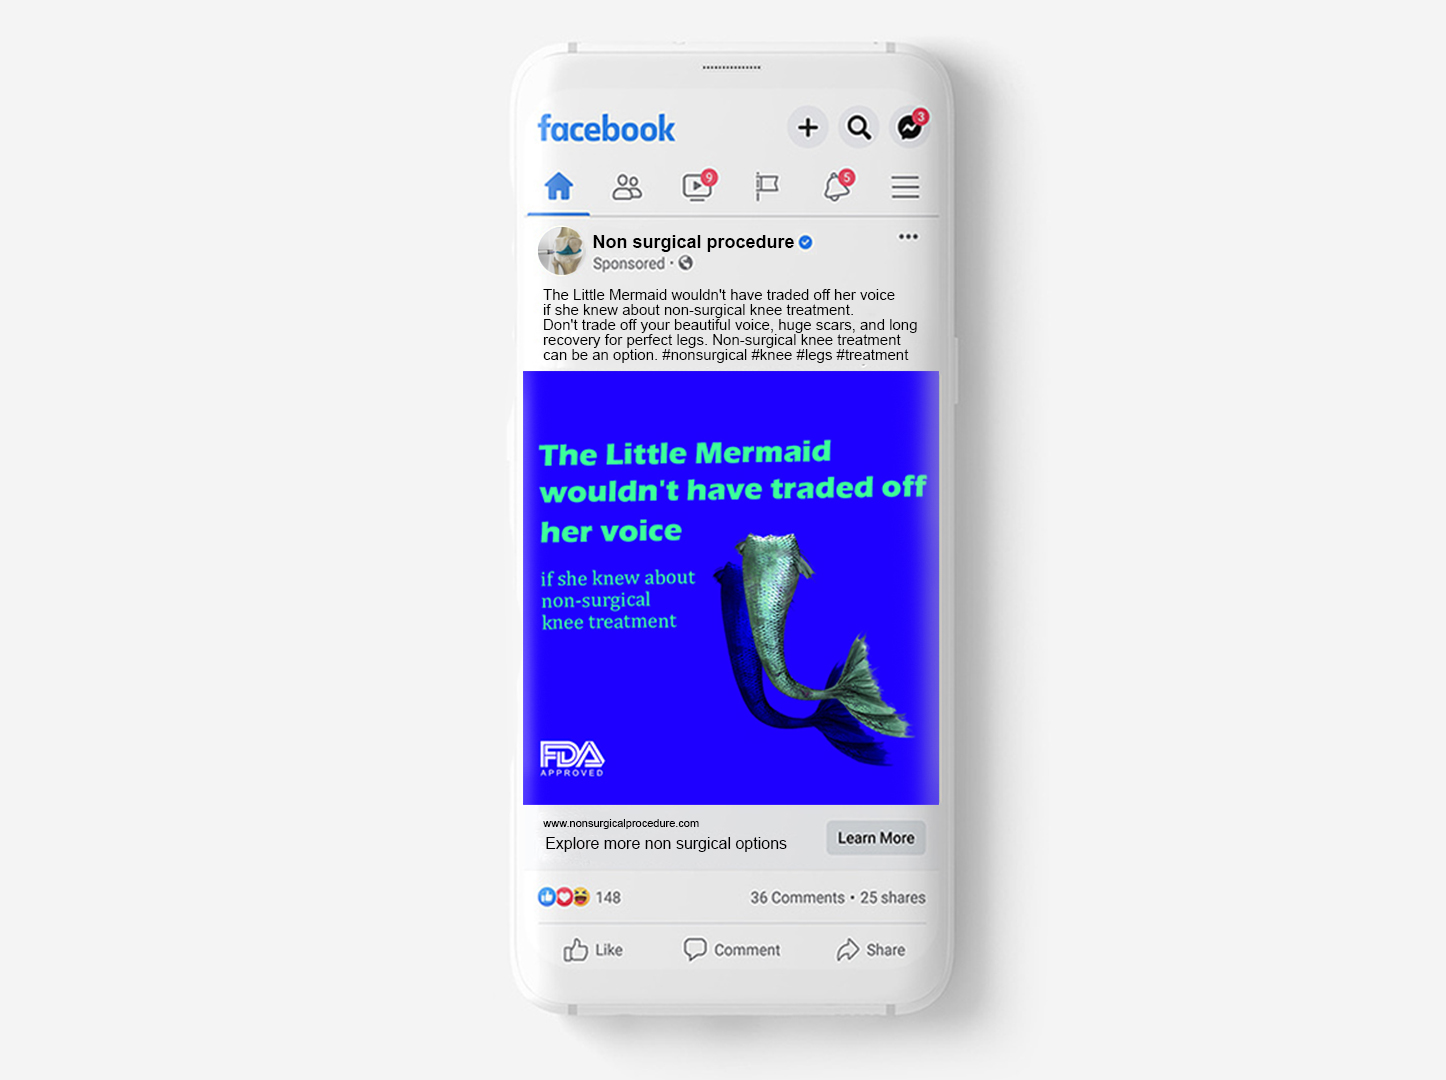 facebook
3
9
5
Non surgical procedure
Sponsored ·
The Little Mermaid wouldn't have traded off her voice
if she knew about non-surgical knee treatment.
Don't trade off your beautiful voice, huge scars, and long
recovery for perfect legs. Non-surgical knee treatment
can be an option. #nonsurgical #knee #legs #treatment
The Little Mermaid
wouldn't have traded off
her voice
if she knew about
non-surgical
knee treatment
FDA
APPROVED
www.nonsurgicalprocedure.com
Explore more non surgical options
Learn More
148
36 Comments • 25 shares
Like
Comment
Share